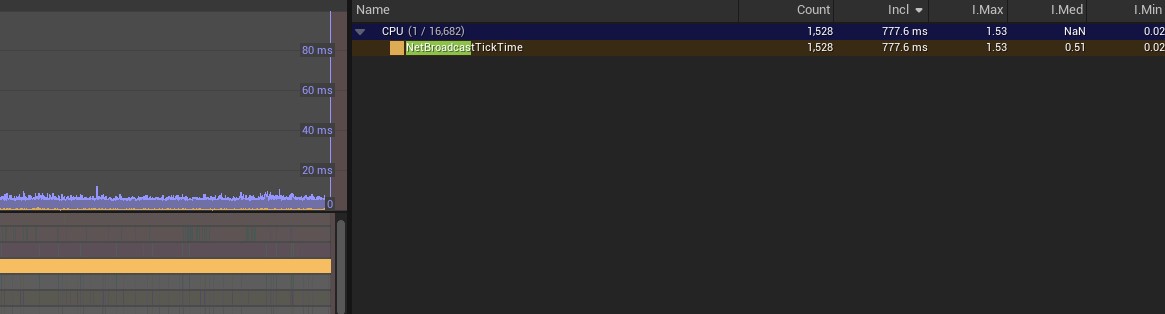 Name Count Incl I.Max I.Med I.Min
CPU (1 / 16,682) 1,528 777.6 ms 1.53 NaN 0.02
NetBroadcastTickTime 1,528 777.6 ms 1.53 0.51 0.02
80 ms
60 ms
40 ms
20 ms
0